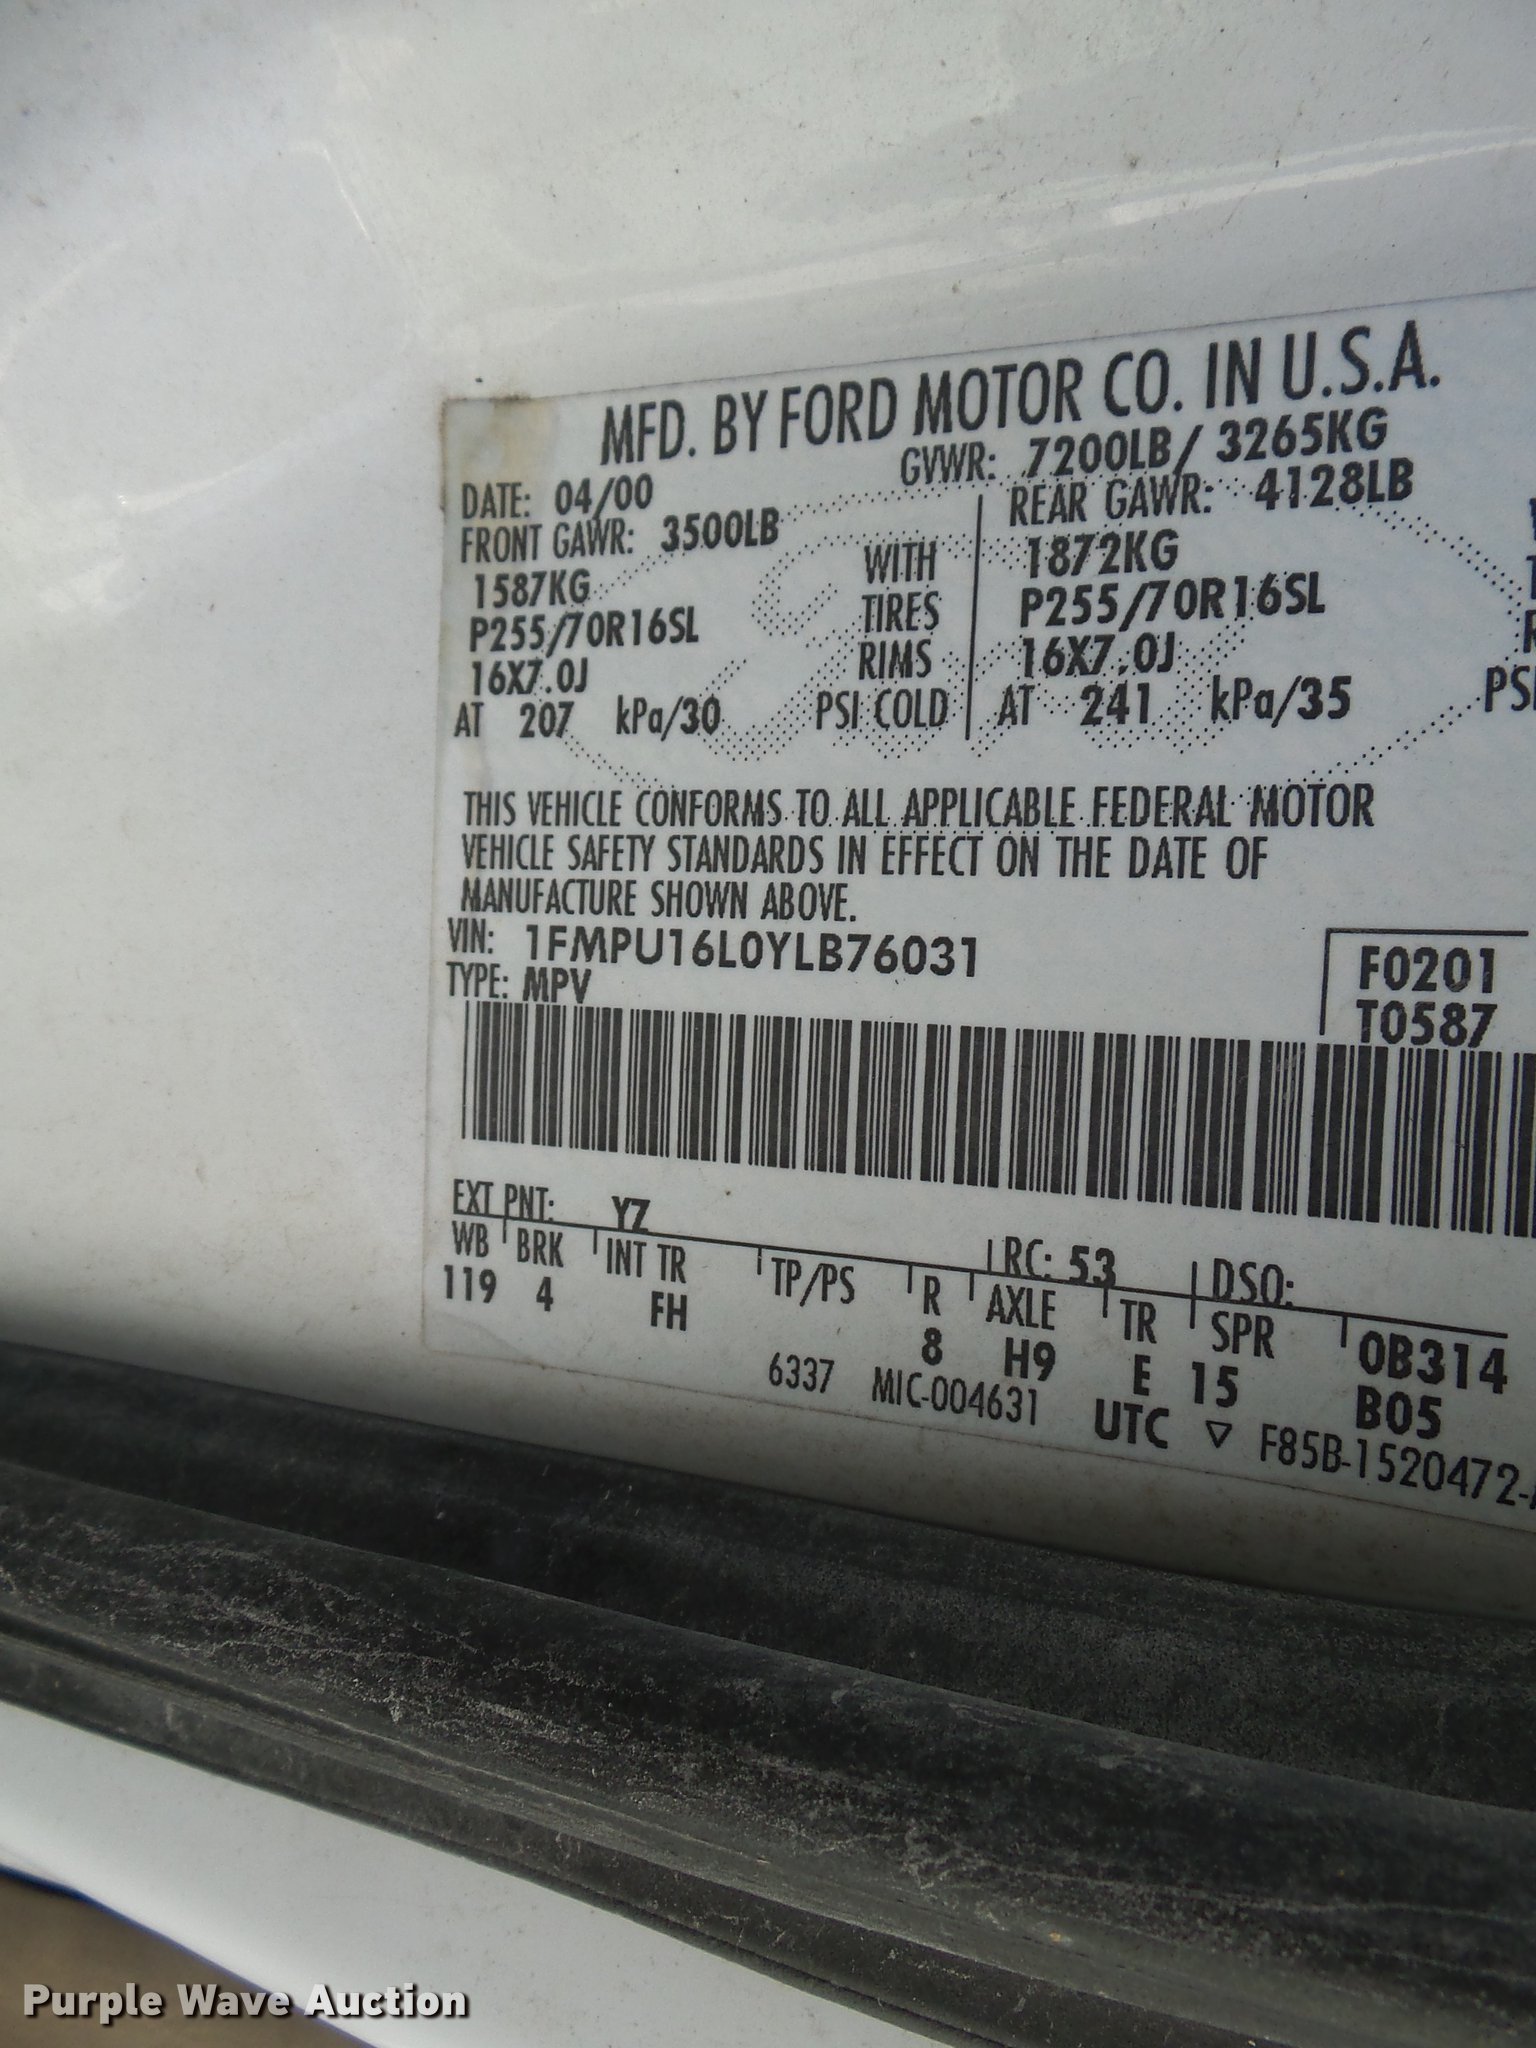 MFD. BY FORD MOTOR CO. IN U.S.A.
DATE: 04/00 GVWR: 7200LB/ 3265KG
FRONT GAWR: 3500LB REAR GAWR: 4128LB
1587KG WITH 1872KG
P255/70R16SL TIRES P255/70R16SL
16X7.0J RIMS 16X7.0J
AT 207 kPa/30 PSI COLD AT 241 kPa/35 PSI
THIS VEHICLE CONFORMS TO ALL APPLICABLE FEDERAL MOTOR
VEHICLE SAFETY STANDARDS IN EFFECT ON THE DATE OF
MANUFACTURE SHOWN ABOVE.
VIN: 1FMPU16L0YLB76031 F0201
TYPE: MPV T0587
EXT PNT: YZ RC: 53 DSO:
WB BRK INT TR TP/PS R AXLE TR SPR 0B314
119 4 FH 8 H9 E 15 B05
6337 MIC-004631 UTC ▽ F85B-1520472-
Purple Wave Auction